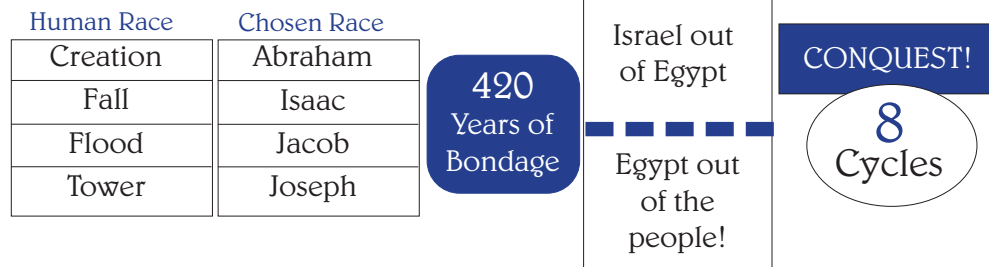 Human Race
Creation
Fall
Flood
Tower
Chosen Race
Abraham
Isaac
Jacob
Joseph
420
Years of
Bondage
Israel out
of Egypt
Egypt out
of the
people!
CONQUEST!
8
Cycles